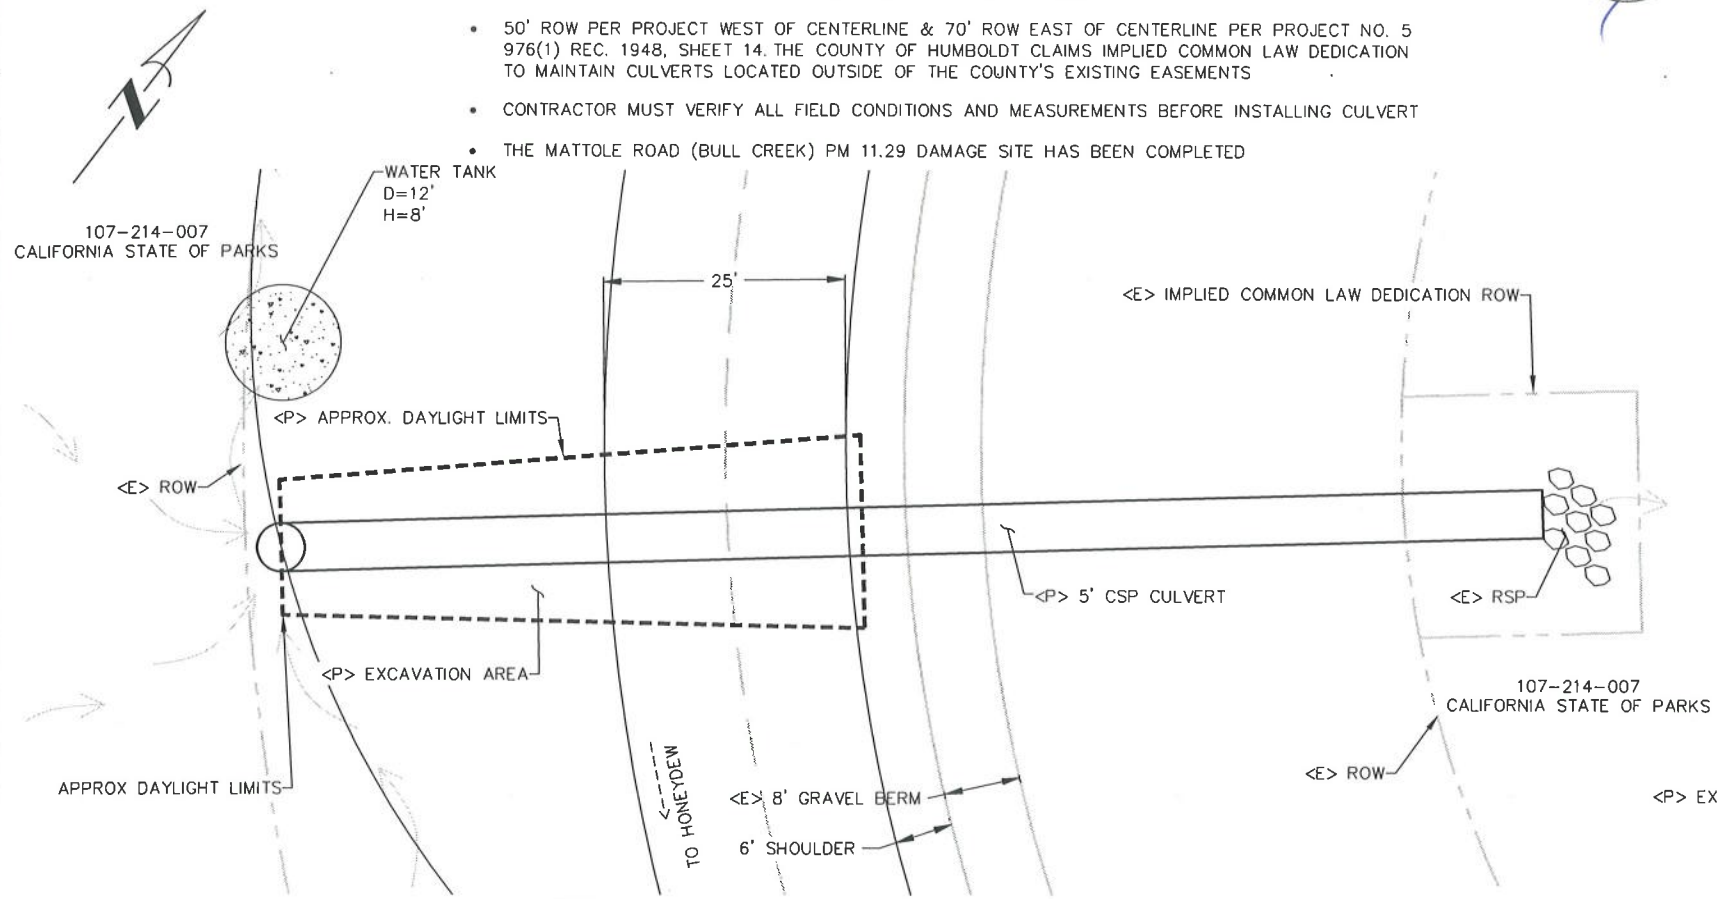 • 50' ROW PER PROJECT WEST OF CENTERLINE & 70' ROW EAST OF CENTERLINE PER PROJECT NO. 5
976(1) REC. 1948, SHEET 14. THE COUNTY OF HUMBOLDT CLAIMS IMPLIED COMMON LAW DEDICATION
TO MAINTAIN CULVERTS LOCATED OUTSIDE OF THE COUNTY'S EXISTING EASEMENTS
• CONTRACTOR MUST VERIFY ALL FIELD CONDITIONS AND MEASUREMENTS BEFORE INSTALLING CULVERT
• THE MATTOLE ROAD (BULL CREEK) PM 11.29 DAMAGE SITE HAS BEEN COMPLETED
N
WATER TANK
D=12'
H=8'
107-214-007
CALIFORNIA STATE OF PARKS
25'
<E> IMPLIED COMMON LAW DEDICATION ROW
<P> APPROX. DAYLIGHT LIMITS
<E> ROW
<P> 5' CSP CULVERT
<E> RSP
<P> EXCAVATION AREA
107-214-007
CALIFORNIA STATE OF PARKS
APPROX DAYLIGHT LIMITS
TO HONEYDEW
<E> 8' GRAVEL BERM
6' SHOULDER
<E> ROW
<P> EX